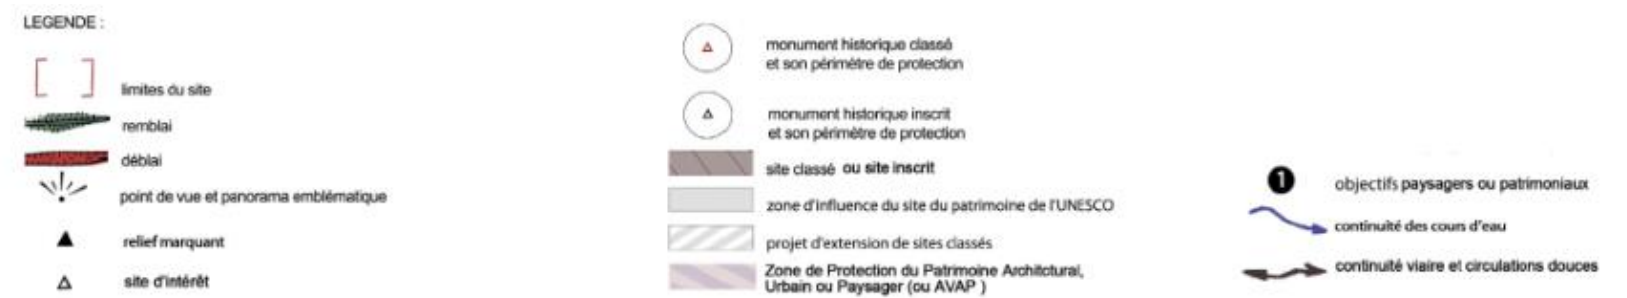 LEGENDE :
limites du site
remblai
déblai
point de vue et panorama emblématique
relief marquant
site d'intérêt
monument historique classé
et son périmètre de protection
monument historique inscrit
et son périmètre de protection
site classé ou site inscrit
zone d'influence du site du patrimoine de l'UNESCO
projet d'extension de sites classés
Zone de Protection du Patrimoine Architctural,
Urbain ou Paysager (ou AVAP )
1 objectifs paysagers ou patrimoniaux
continuité des cours d'eau
continuité viaire et circulations douces